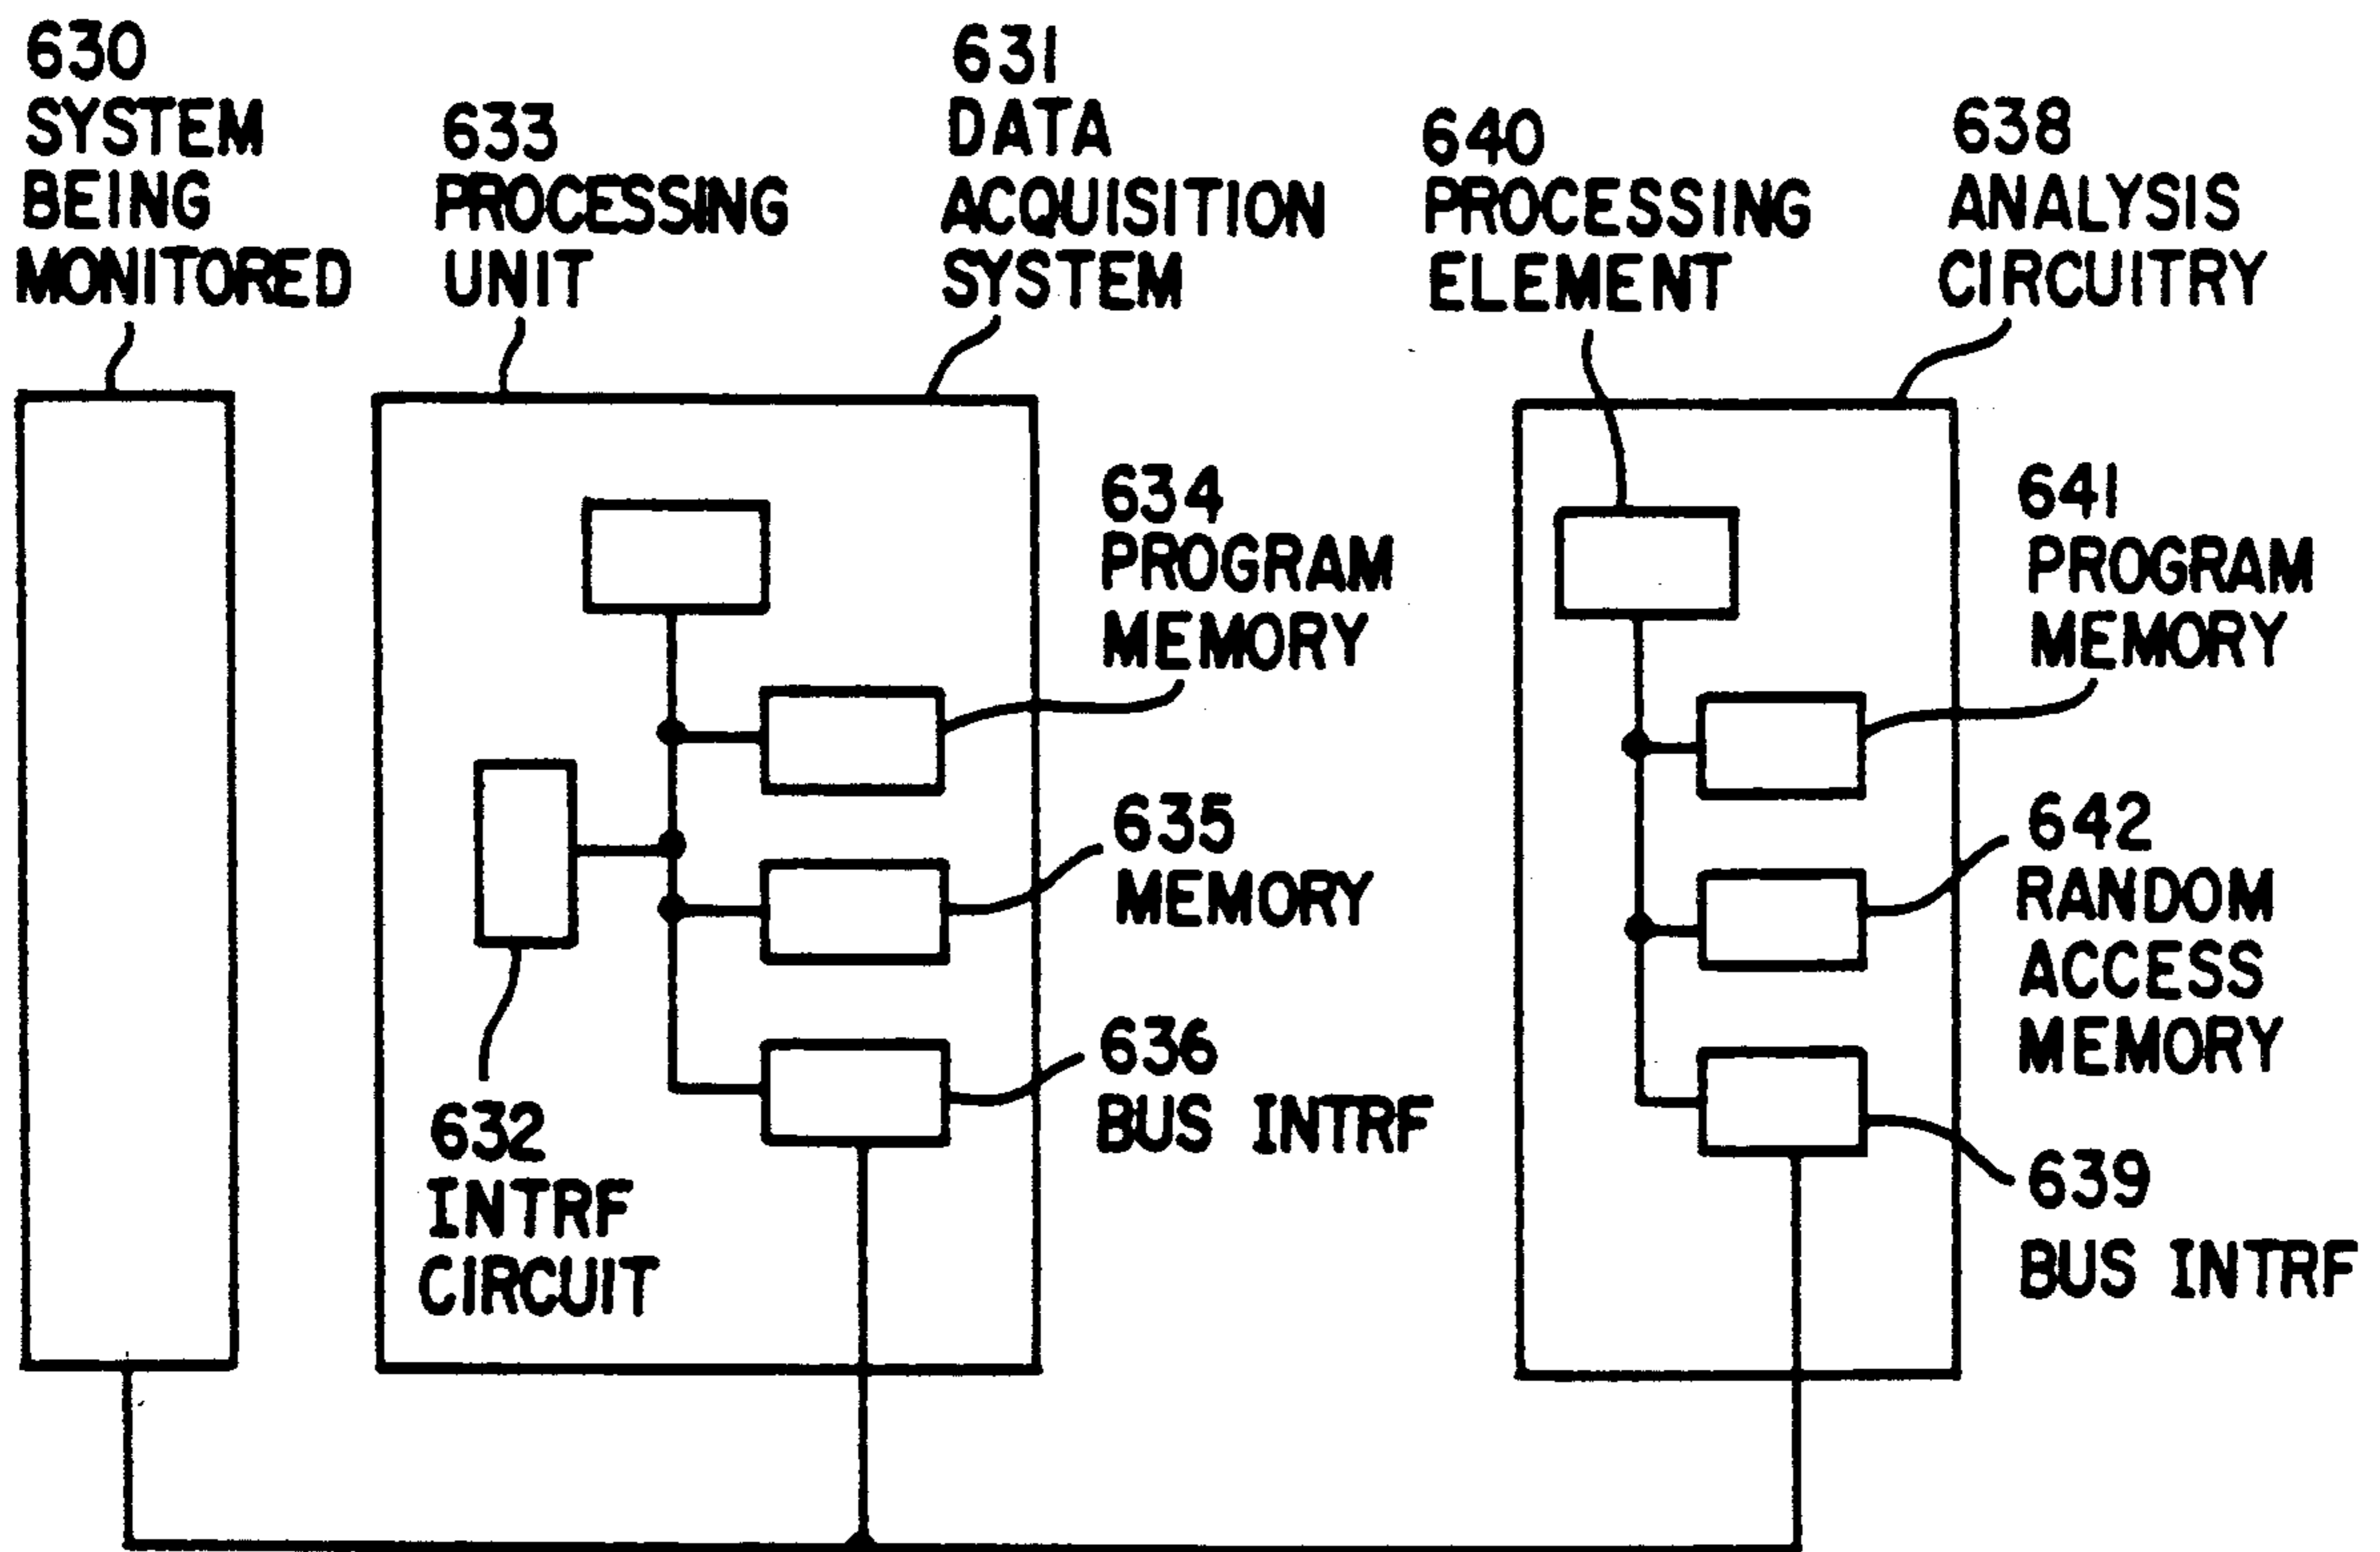 630
SYSTEM
BEING
MONITORED
633
PROCESSING
UNIT
631
DATA
ACQUISITION
SYSTEM
640
PROCESSING
ELEMENT
638
ANALYSIS
CIRCUITRY
634
PROGRAM
MEMORY
635
MEMORY
636
BUS INTRF
632
INTRF
CIRCUIT
641
PROGRAM
MEMORY
642
RANDOM
ACCESS
MEMORY
639
BUS INTRF